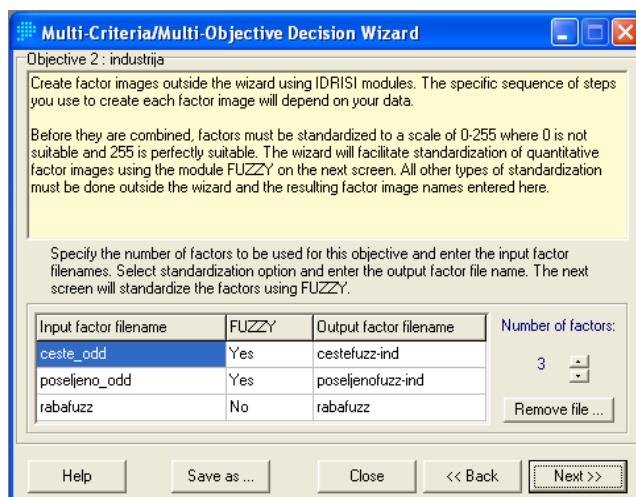 Multi-Criteria/Multi-Objective Decision Wizard
Objective 2 : industrija
Create factor images outside the wizard using IDRISI modules. The specific sequence of steps
you use to create each factor image will depend on your data.
Before they are combined, factors must be standardized to a scale of 0-255 where 0 is not
suitable and 255 is perfectly suitable. The wizard will facilitate standardization of quantitative
factor images using the module FUZZY on the next screen. All other types of standardization
must be done outside the wizard and the resulting factor image names entered here.
Specify the number of factors to be used for this objective and enter the input factor
filenames. Select standardization option and enter the output factor file name. The next
screen will standardize the factors using FUZZY.
Input factor filename FUZZY Output factor filename
Number of factors:
ceste_odd Yes cestefuzz-ind
3
poseljeno_odd Yes poseljenofuzz-ind
rabafuzz No rabafuzz
Remove file ...
Help Save as ... Close << Back Next >>